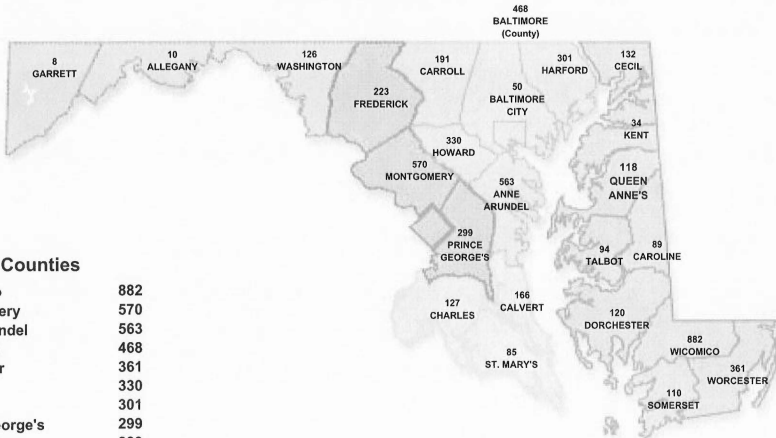 468
BALTIMORE
(County)
8
GARRETT
10
ALLEGANY
126
WASHINGTON
223
FREDERICK
191
CARROLL
50
BALTIMORE
CITY
301
HARFORD
132
CECIL
34
KENT
330
HOWARD
570
MONTGOMERY
563
ANNE
ARUNDEL
118
QUEEN
ANNE'S
299
PRINCE
GEORGE'S
94
TALBOT
89
CAROLINE
127
CHARLES
166
CALVERT
120
DORCHESTER
85
ST. MARY'S
882
WICOMICO
361
WORCESTER
110
SOMERSET
Counties
882
ery 570
ndel 563
468
r 361
330
301
orge's 299